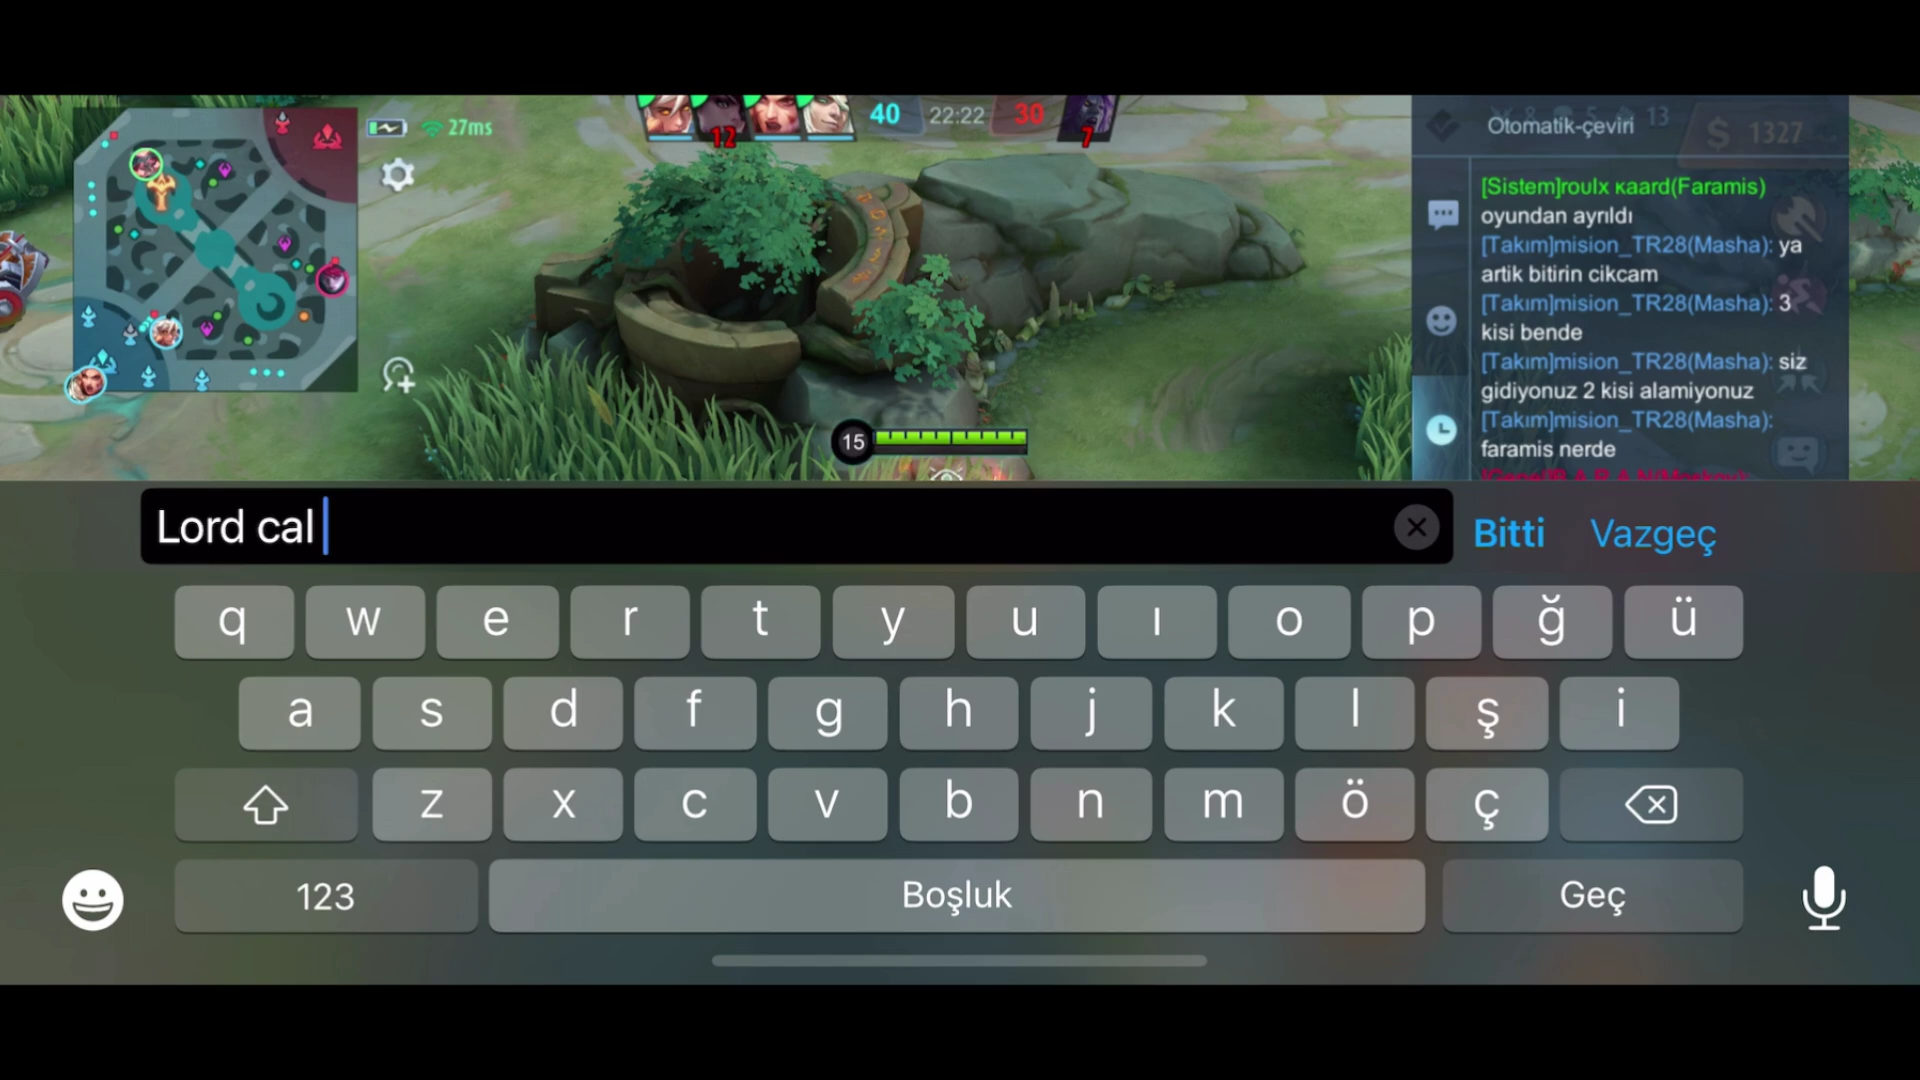 27ms
12
40
22:22
30
7
Otomatik-çeviri
13
1327
[Sistem]roulx кaard(Faramis)
oyundan ayrıldı
[Takım]mision_TR28(Masha): ya
artik bitirin cikcam
[Takım]mision_TR28(Masha): 3
kisi bende
[Takım]mision_TR28(Masha): siz
gidiyonuz 2 kisi alamiyonuz
[Takım]mision_TR28(Masha):
faramis nerde
15
Lord cal
Bitti
Vazgeç
q w e r t y u ı o p ğ ü
a s d f g h j k l ş i
z x c v b n m ö ç
123
Boşluk
Geç